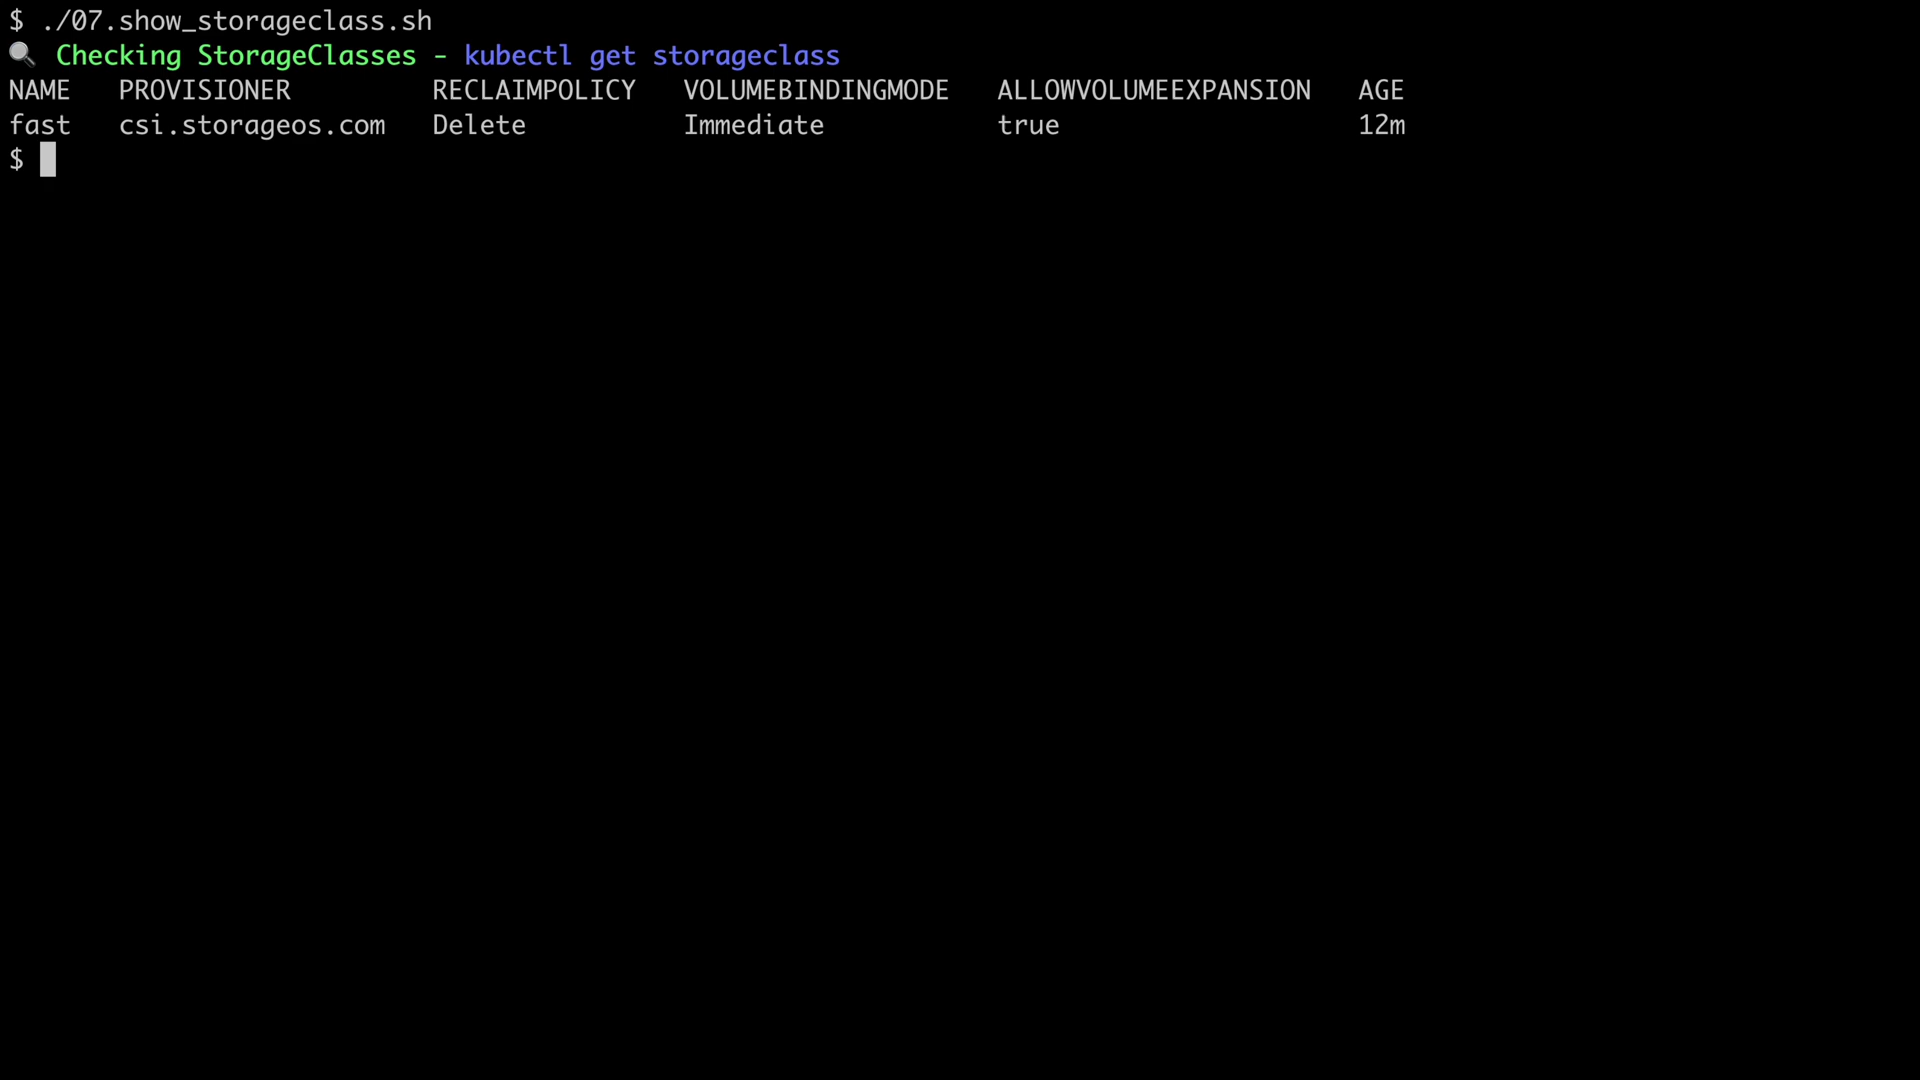 $ ./07.show_storageclass.sh
🔍 Checking StorageClasses - kubectl get storageclass
NAME   PROVISIONER         RECLAIMPOLICY   VOLUMEBINDINGMODE   ALLOWVOLUMEEXPANSION   AGE
fast   csi.storageos.com   Delete          Immediate           true                   12m
$